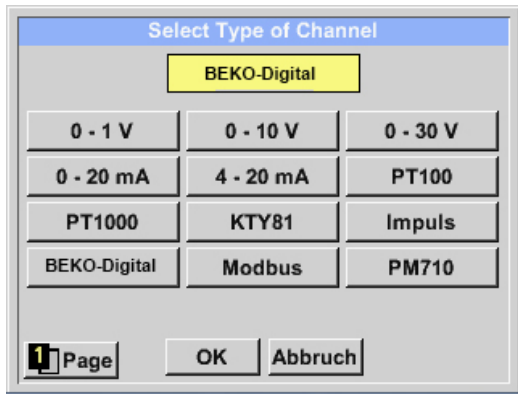 Select Type of Channel
BEKO-Digital
0 - 1 V 0 - 10 V 0 - 30 V
0 - 20 mA 4 - 20 mA PT100
PT1000 KTY81 Impuls
BEKO-Digital Modbus PM710
1 Page OK Abbruch